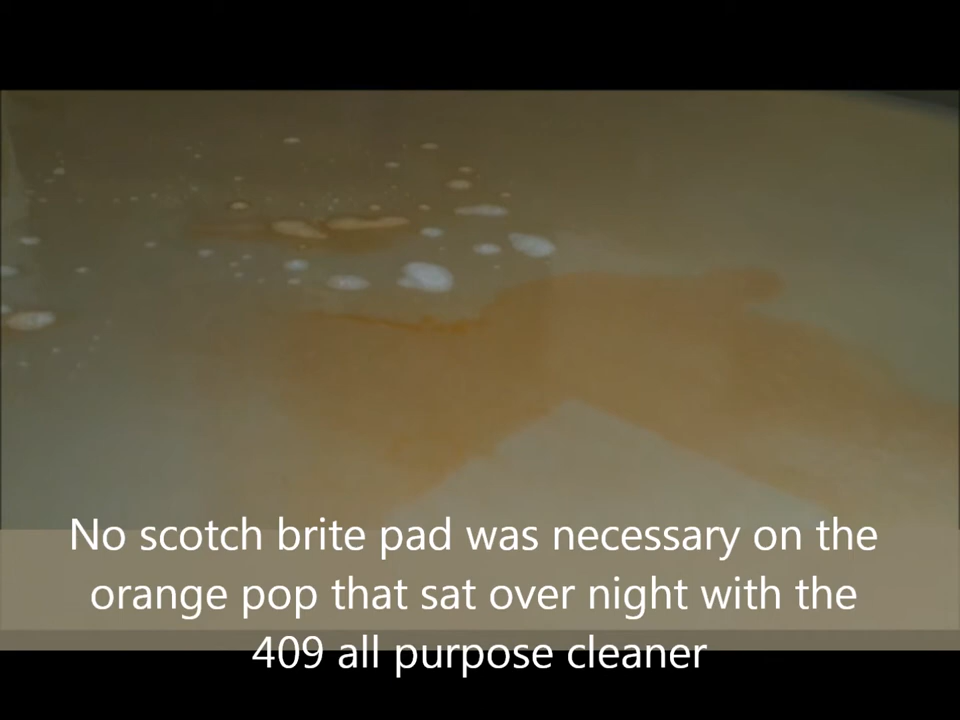 No scotch brite pad was necessary on the
orange pop that sat over night with the
409 all purpose cleaner